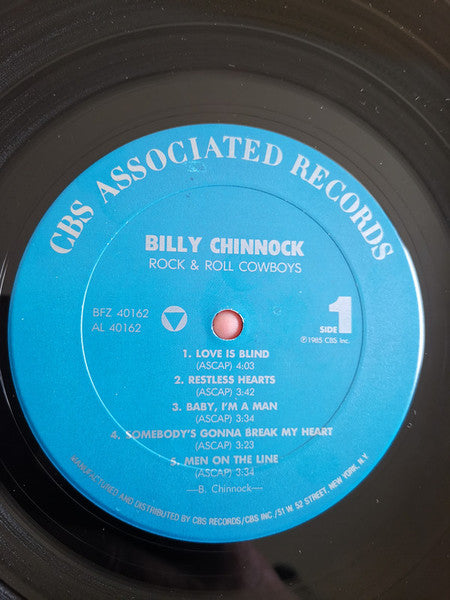 CBS ASSOCIATED RECORDS
BILLY CHINNOCK
ROCK & ROLL COWBOYS
BFZ 40162
AL 40162
SIDE 1
℗1985 CBS Inc.
1. LOVE IS BLIND
(ASCAP) 4:03
2. RESTLESS HEARTS
(ASCAP) 3:42
3. BABY, I'M A MAN
(ASCAP) 3:34
4. SOMEBODY'S GONNA BREAK MY HEART
(ASCAP) 3:23
5. MEN ON THE LINE
(ASCAP) 3:34
—B. Chinnock—
MANUFACTURED AND DISTRIBUTED BY CBS RECORDS/CBS INC./51 W. 52 STREET, NEW YORK, N.Y.